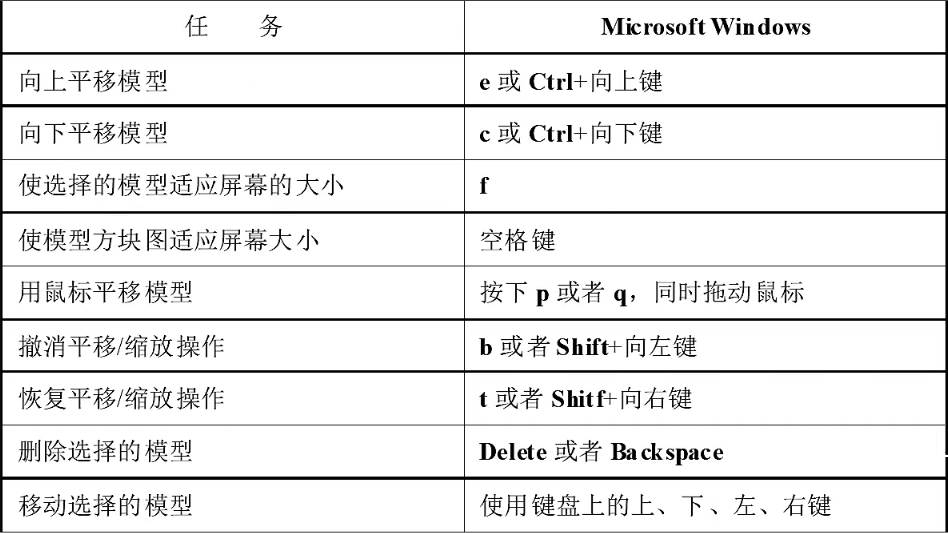 任 务 Microsoft Windows
向上平移模型 e 或 Ctrl+向上键
向下平移模型 c 或 Ctrl+向下键
使选择的模型适应屏幕的大小 f
使模型方块图适应屏幕大小 空格键
用鼠标平移模型 按下 p 或者 q，同时拖动鼠标
撤消平移/缩放操作 b 或者 Shift+向左键
恢复平移/缩放操作 t 或者 Shitf+向右键
删除选择的模型 Delete 或者 Backspace
移动选择的模型 使用键盘上的上、下、左、右键